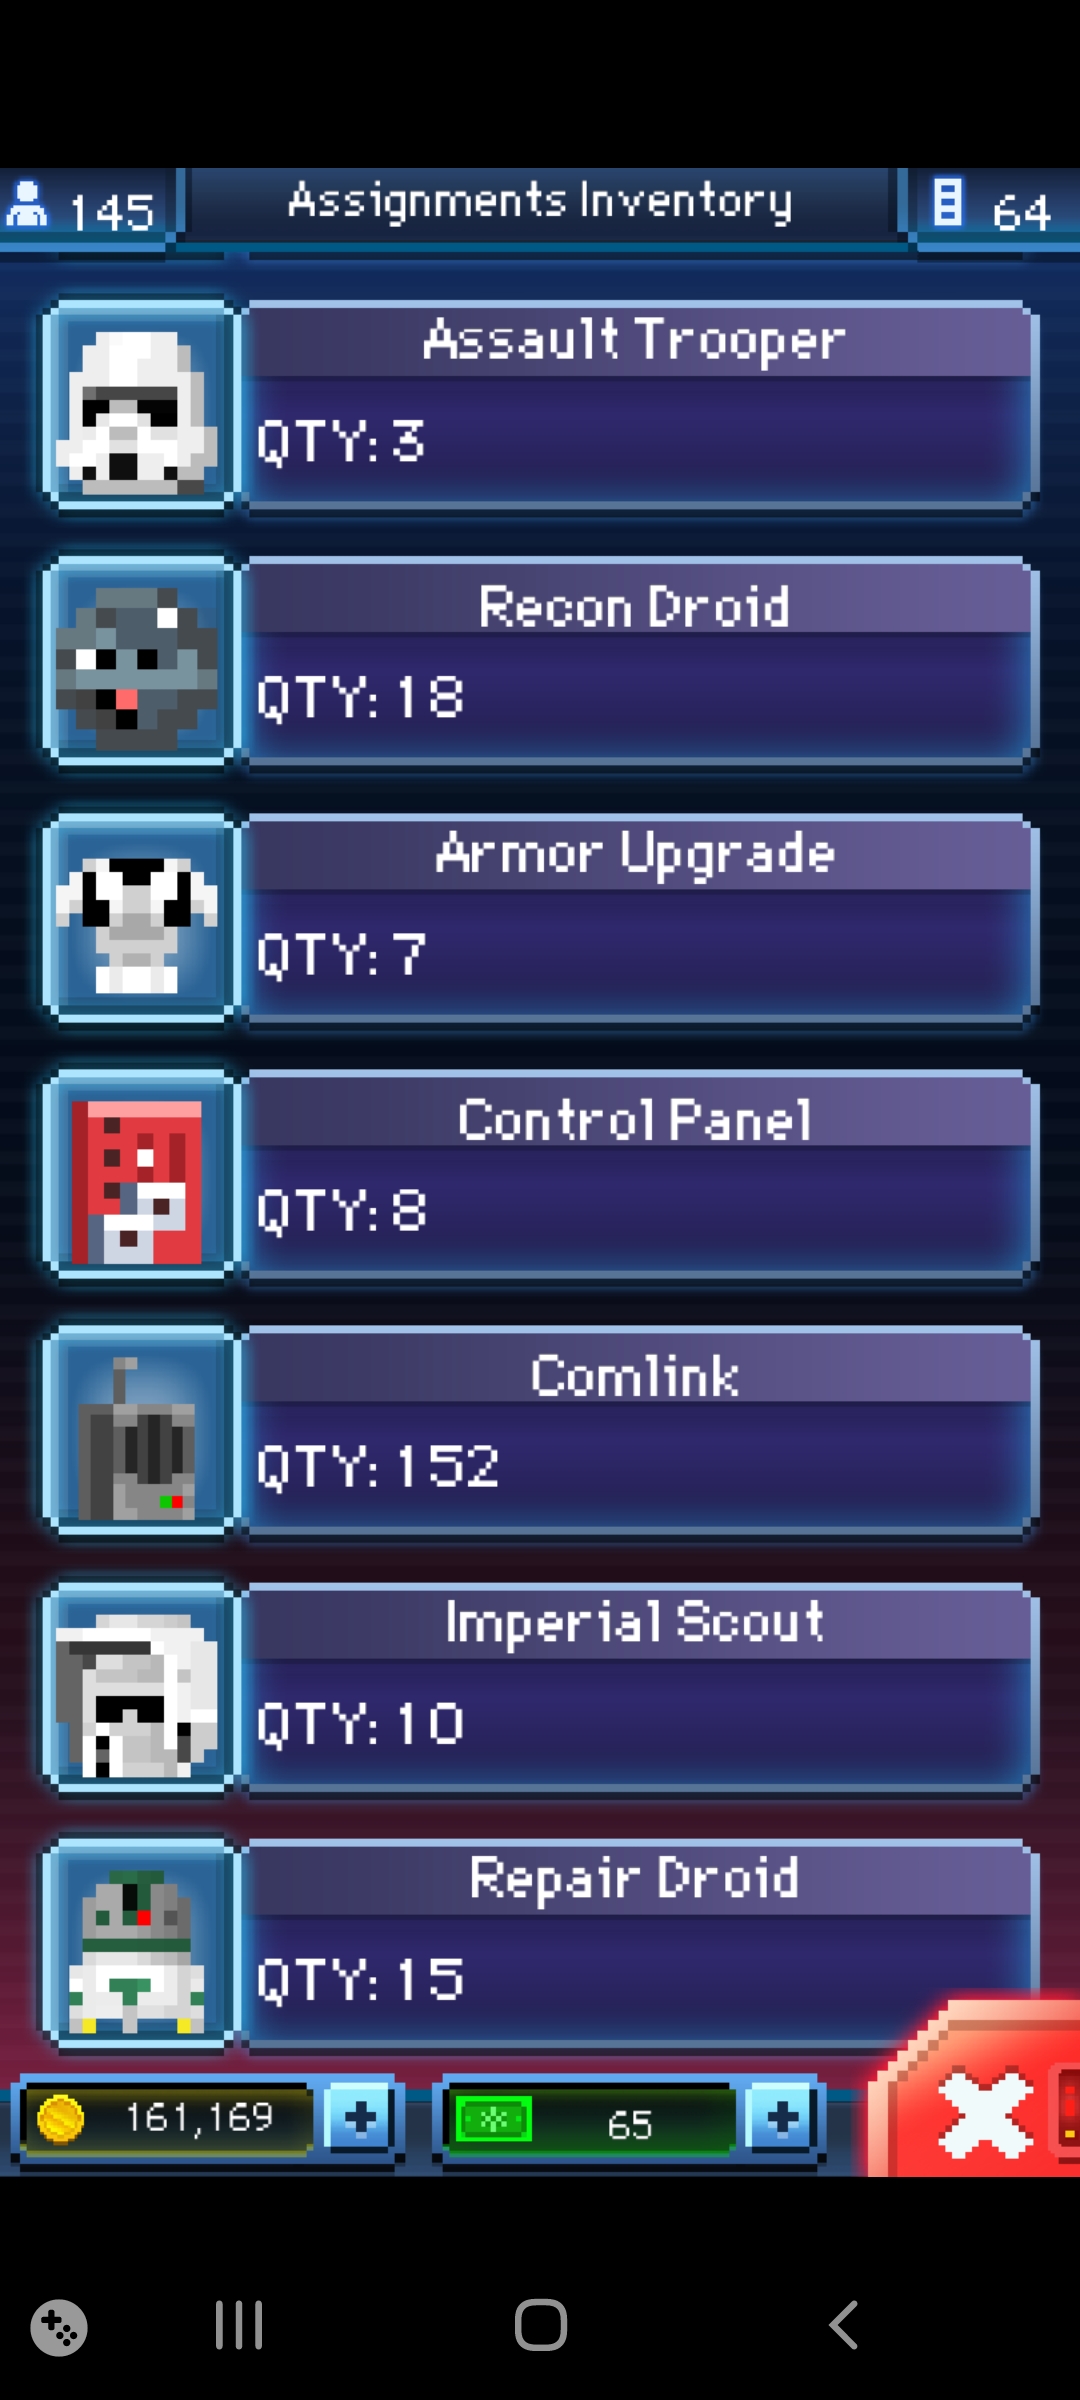 145
Assignments Inventory
64
Assault Trooper
QTY: 3
Recon Droid
QTY: 18
Armor Upgrade
QTY: 7
Control Panel
QTY: 8
Comlink
QTY: 152
Imperial Scout
QTY: 10
Repair Droid
QTY: 15
161,169
65